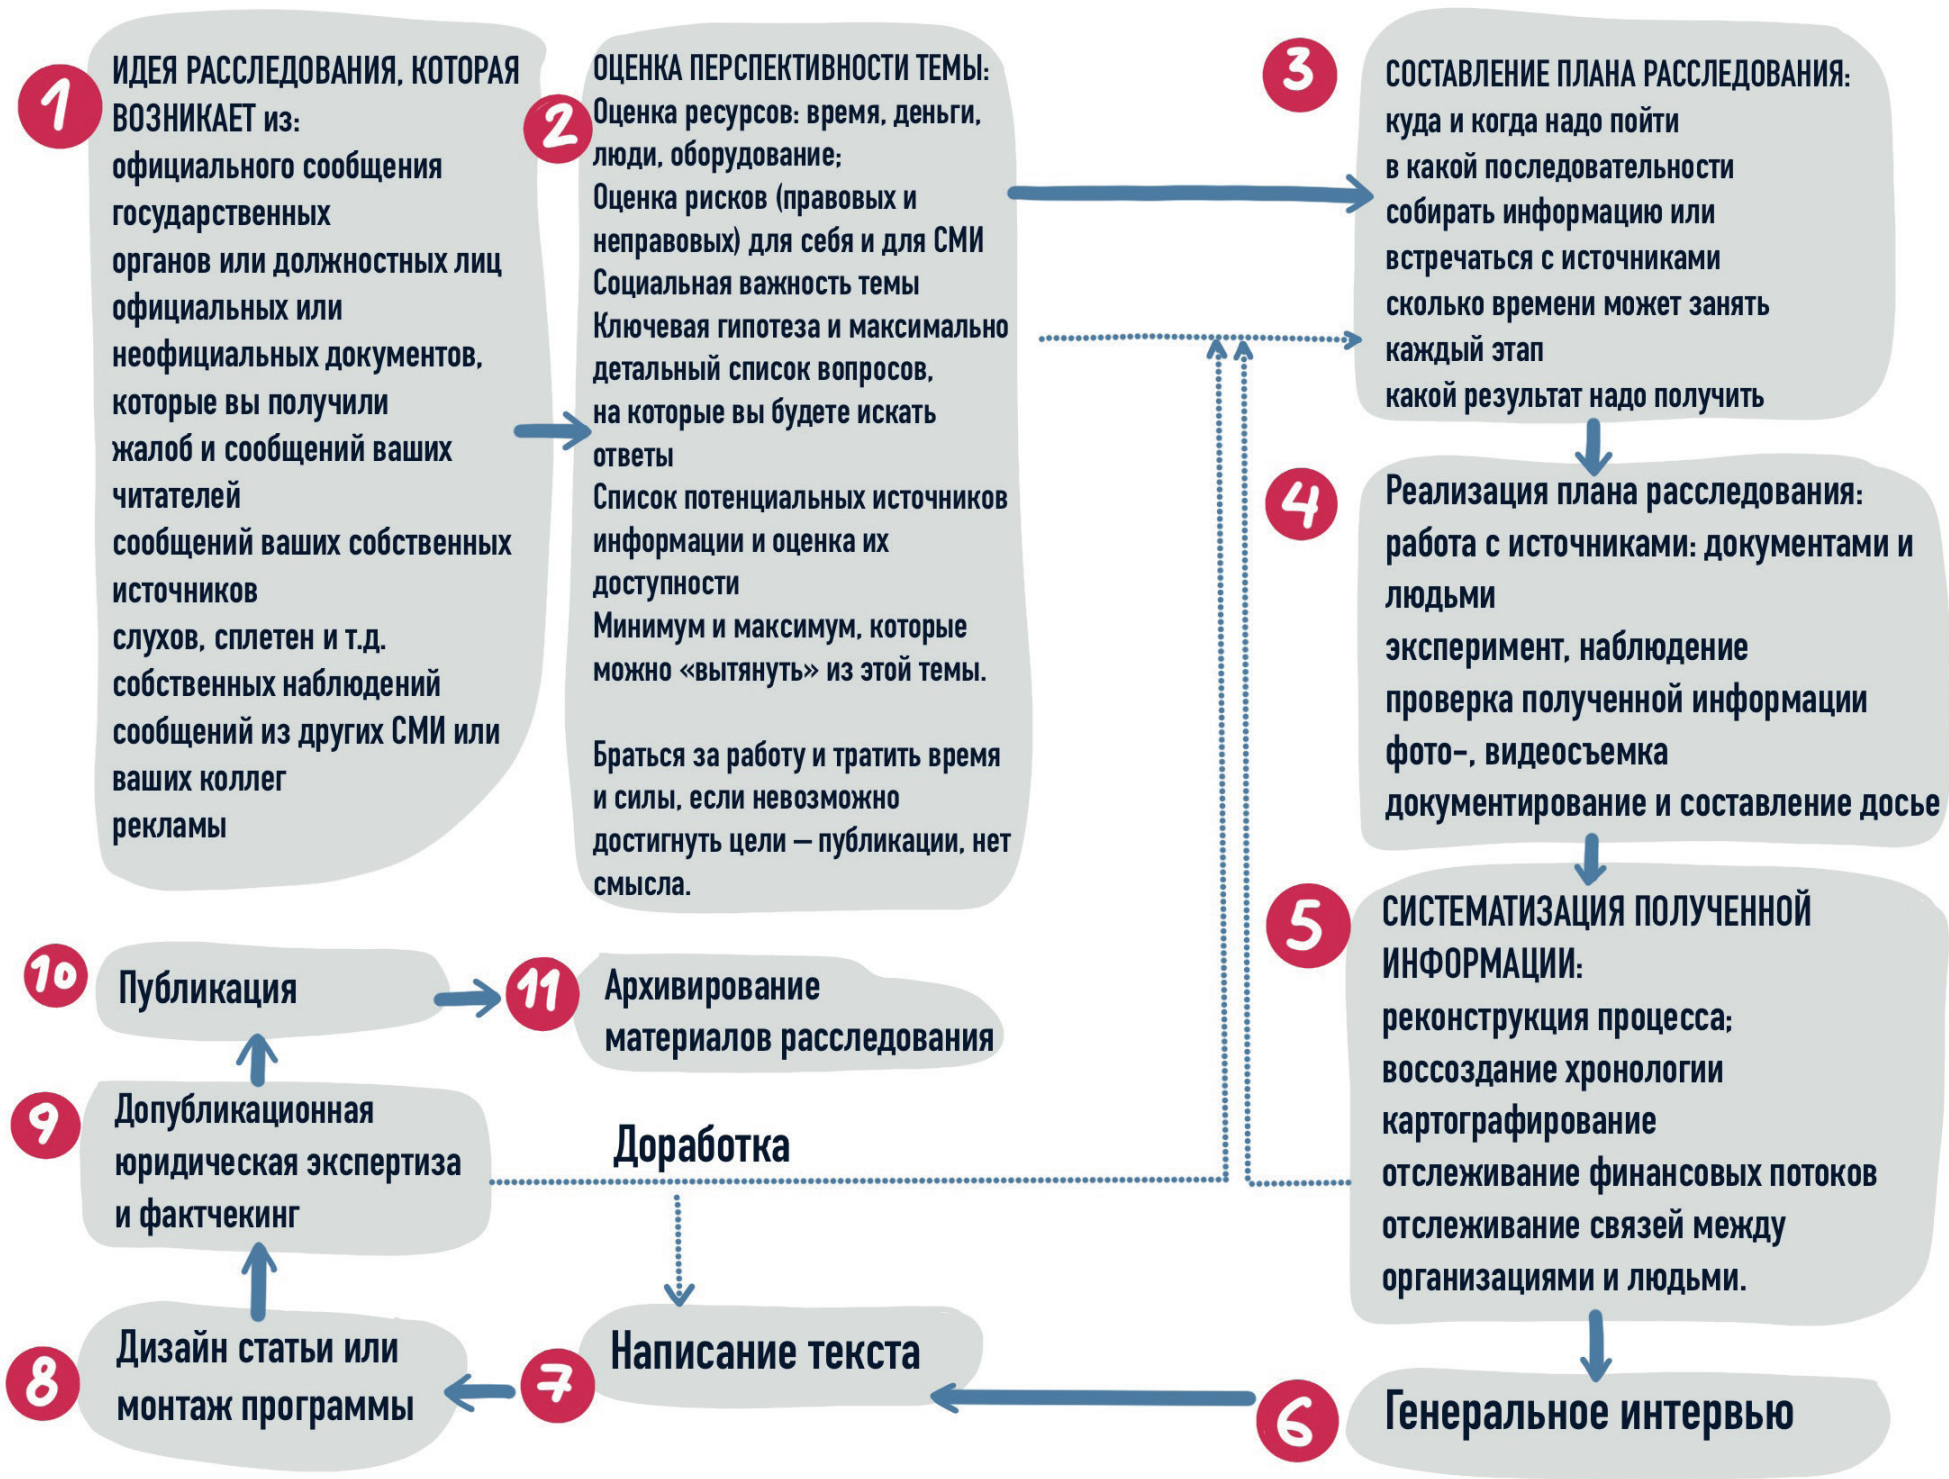 1
ИДЕЯ РАССЛЕДОВАНИЯ, КОТОРАЯ
ВОЗНИКАЕТ из:
официального сообщения
государственных
органов или должностных лиц
официальных или
неофициальных документов,
которые вы получили
жалоб и сообщений ваших
читателей
сообщений ваших собственных
источников
слухов, сплетен и т.д.
собственных наблюдений
сообщений из других СМИ или
ваших коллег
рекламы
2
ОЦЕНКА ПЕРСПЕКТИВНОСТИ ТЕМЫ:
Оценка ресурсов: время, деньги,
люди, оборудование;
Оценка рисков (правовых и
неправовых) для себя и для СМИ
Социальная важность темы
Ключевая гипотеза и максимально
детальный список вопросов,
на которые вы будете искать
ответы
Список потенциальных источников
информации и оценка их
доступности
Минимум и максимум, которые
можно «вытянуть» из этой темы.
Браться за работу и тратить время
и силы, если невозможно
достигнуть цели – публикации, нет
смысла.
3
СОСТАВЛЕНИЕ ПЛАНА РАССЛЕДОВАНИЯ:
куда и когда надо пойти
в какой последовательности
собирать информацию или
встречаться с источниками
сколько времени может занять
каждый этап
какой результат надо получить
4
Реализация плана расследования:
работа с источниками: документами и
людьми
эксперимент, наблюдение
проверка полученной информации
фото-, видеосъемка
документирование и составление досье
5
СИСТЕМАТИЗАЦИЯ ПОЛУЧЕННОЙ
ИНФОРМАЦИИ:
реконструкция процесса;
воссоздание хронологии
картографирование
отслеживание финансовых потоков
отслеживание связей между
организациями и людьми.
6
Генеральное интервью
7
Написание текста
8
Дизайн статьи или
монтаж программы
9
Допубликационная
юридическая экспертиза
и фактчекинг
Доработка
10
Публикация
11
Архивирование
материалов расследования